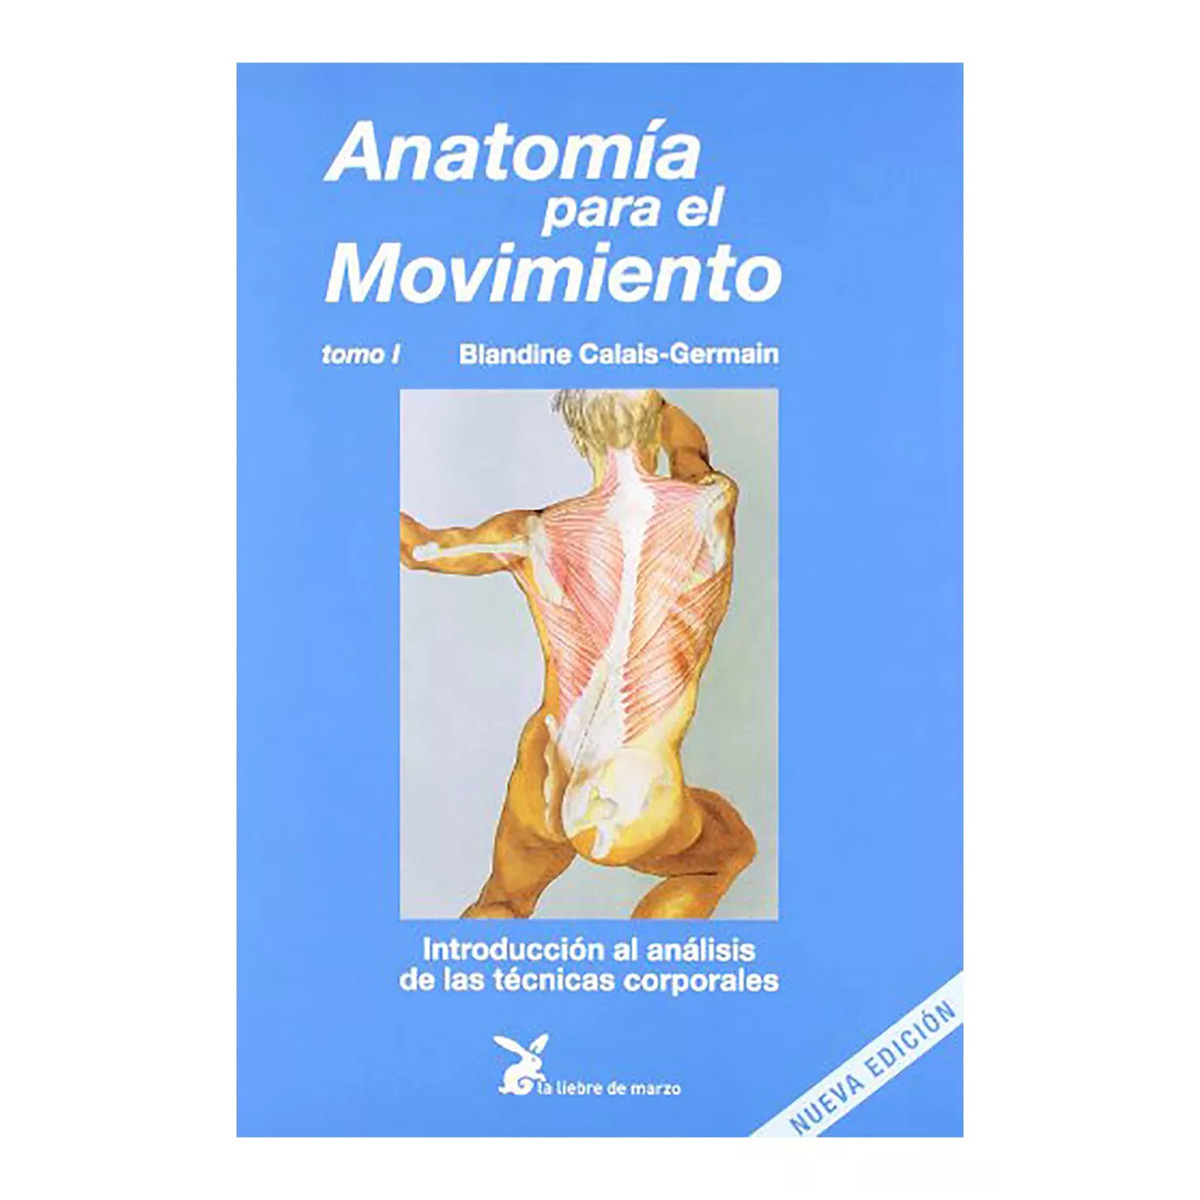 Anatomía
para el
Movimiento
tomo I Blandine Calais-Germain
Introducción al análisis
de las técnicas corporales
la liebre de marzo
NUEVA EDICIÓN